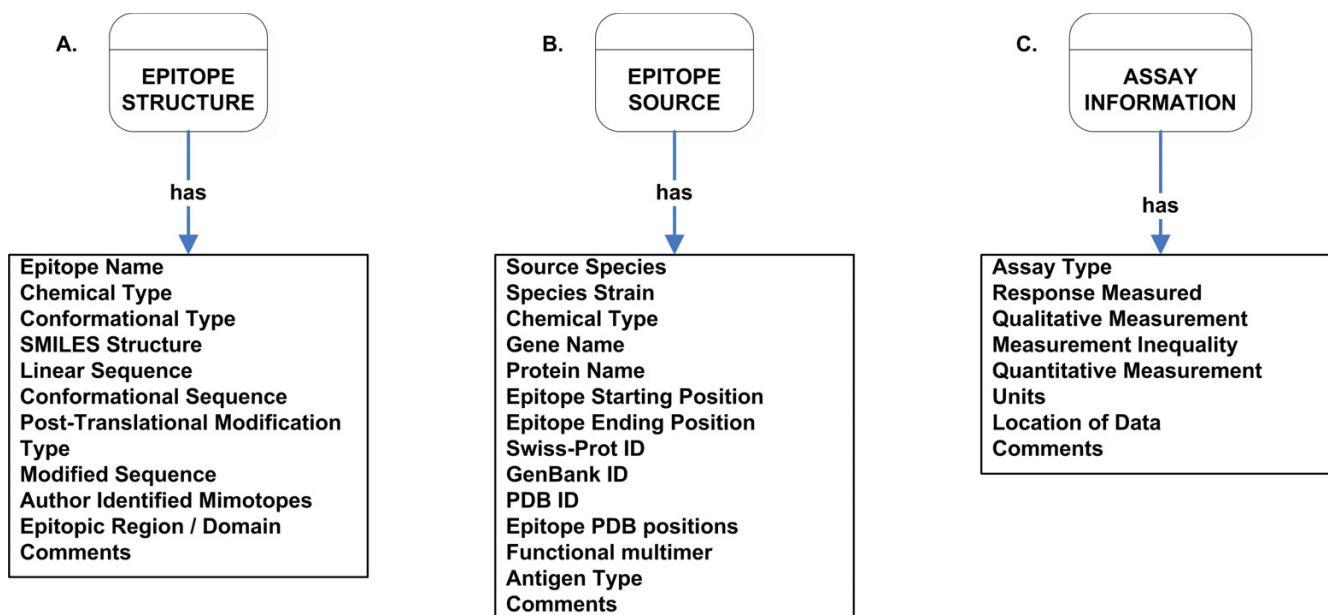 A.
EPITOPE
STRUCTURE
has
Epitope Name
Chemical Type
Conformational Type
SMILES Structure
Linear Sequence
Conformational Sequence
Post-Translational Modification
Type
Modified Sequence
Author Identified Mimotopes
Epitopic Region / Domain
Comments
B.
EPITOPE
SOURCE
has
Source Species
Species Strain
Chemical Type
Gene Name
Protein Name
Epitope Starting Position
Epitope Ending Position
Swiss-Prot ID
GenBank ID
PDB ID
Epitope PDB positions
Functional multimer
Antigen Type
Comments
C.
ASSAY
INFORMATION
has
Assay Type
Response Measured
Qualitative Measurement
Measurement Inequality
Quantitative Measurement
Units
Location of Data
Comments